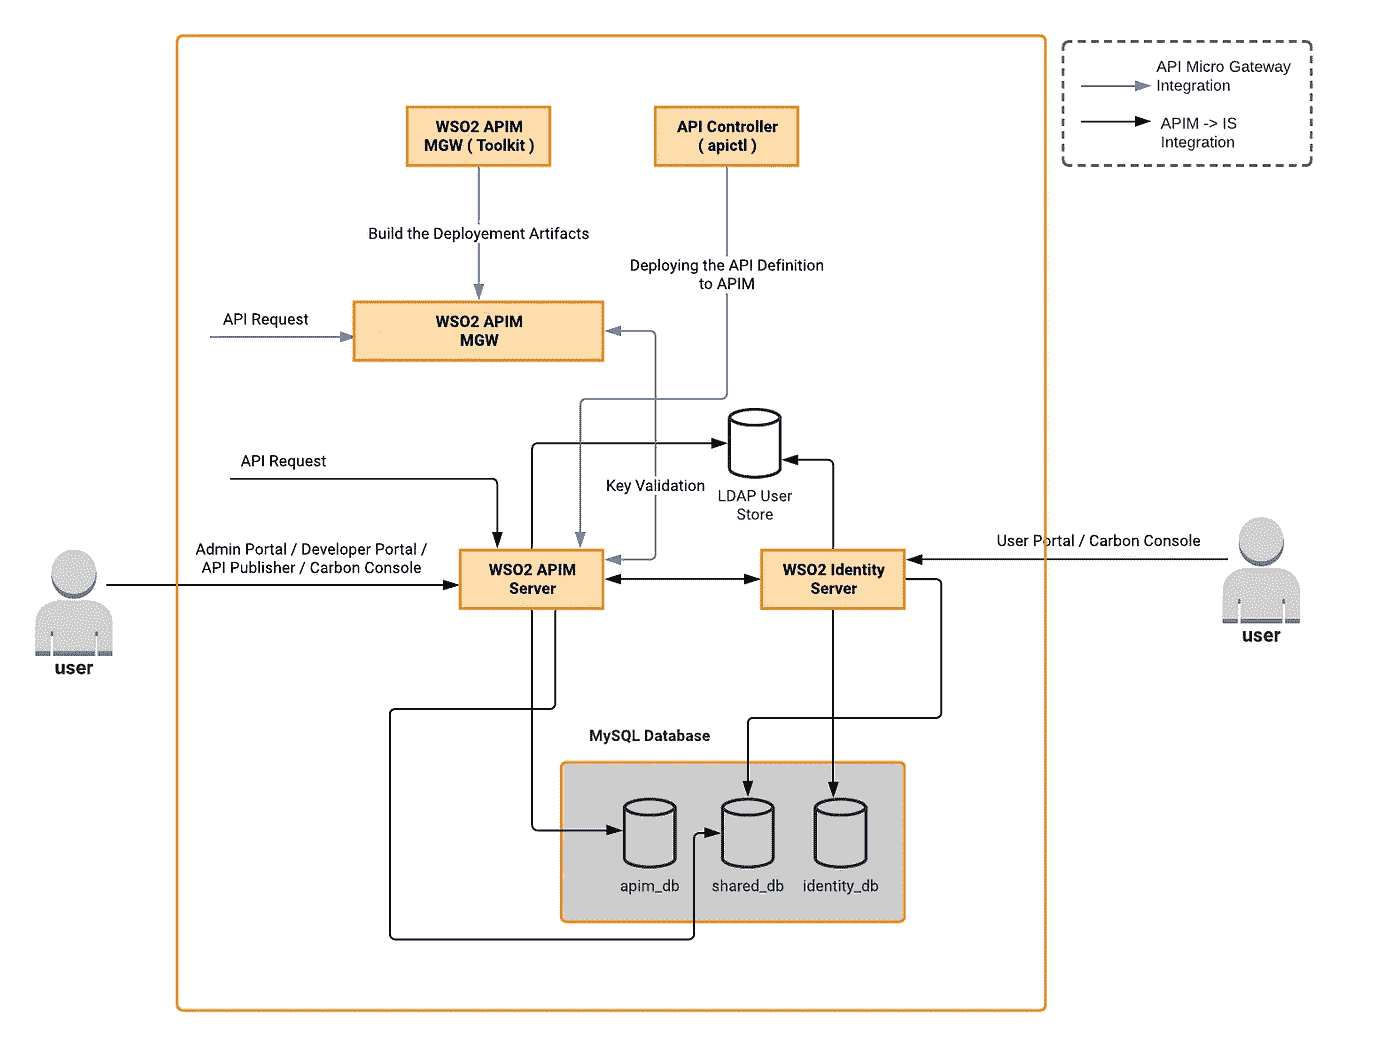 API Micro Gateway
Integration
APIM -> IS
Integration
WSO2 APIM
MGW ( Toolkit )
API Controller
( apictl )
Build the Deployement Artifacts
Deploying the API Definition
to APIM
API Request
WSO2 APIM
MGW
API Request
Key Validation
LDAP User
Store
Admin Portal / Developer Portal /
API Publisher / Carbon Console
WSO2 APIM
Server
WSO2 Identity
Server
User Portal / Carbon Console
user
user
MySQL Database
apim_db
shared_db
identity_db